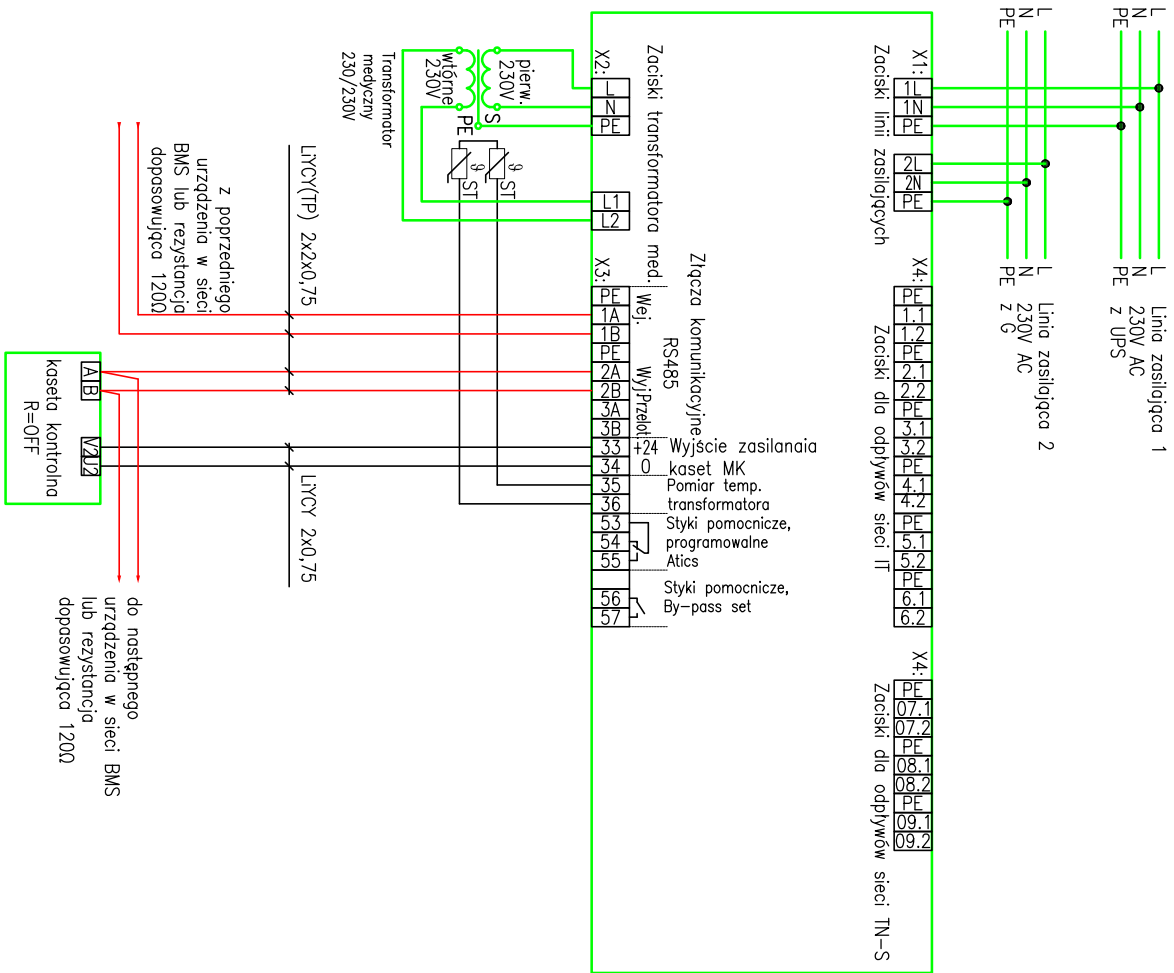 L
N
PE
L
N
PE
L
N
PE
L
N
PE
Linia zasilająca 1
230V AC
z UPS
Linia zasilająca 2
230V AC
z G
X1:
Zaciski linii zasilających
1L
1N
PE
2L
2N
PE
X4:
Zaciski dla odpływów sieci IT
PE
1.1
1.2
PE
2.1
2.2
PE
3.1
3.2
PE
4.1
4.2
PE
5.1
5.2
PE
6.1
6.2
X4:
Zaciski dla odpływów sieci TN-S
PE
07.1
07.2
PE
08.1
08.2
PE
09.1
09.2
Zaciski transformatora med.
X2:
L
N
PE
L1
L2
pierw.
230V
wtórne
230V
S
PE
Transformator
medyczny
230/230V
ϑ
ST
ϑ
ST
Złącza komunikacyjne
RS485
X3:
PE
1A
1B
PE
2A
2B
3A
3B
33
34
35
36
53
54
55
56
57
Wej.
Wyj
Przelot
+24
0
Wyjście zasilanaia
kaset MK
Pomiar temp.
transformatora
Styki pomocnicze,
programowalne
Atics
Styki pomocnicze,
By-pass set
LiYCY(TP) 2x2x0,75
LiYCY 2x0,75
z poprzedniego
urządzenia w sieci
BMS lub rezystancja
dopasowująca 120Ω
A
B
V2
U2
kaseta kontrolna
R=OFF
do następnego
urządzenia w sieci BMS
lub rezystancja
dopasowująca 120Ω